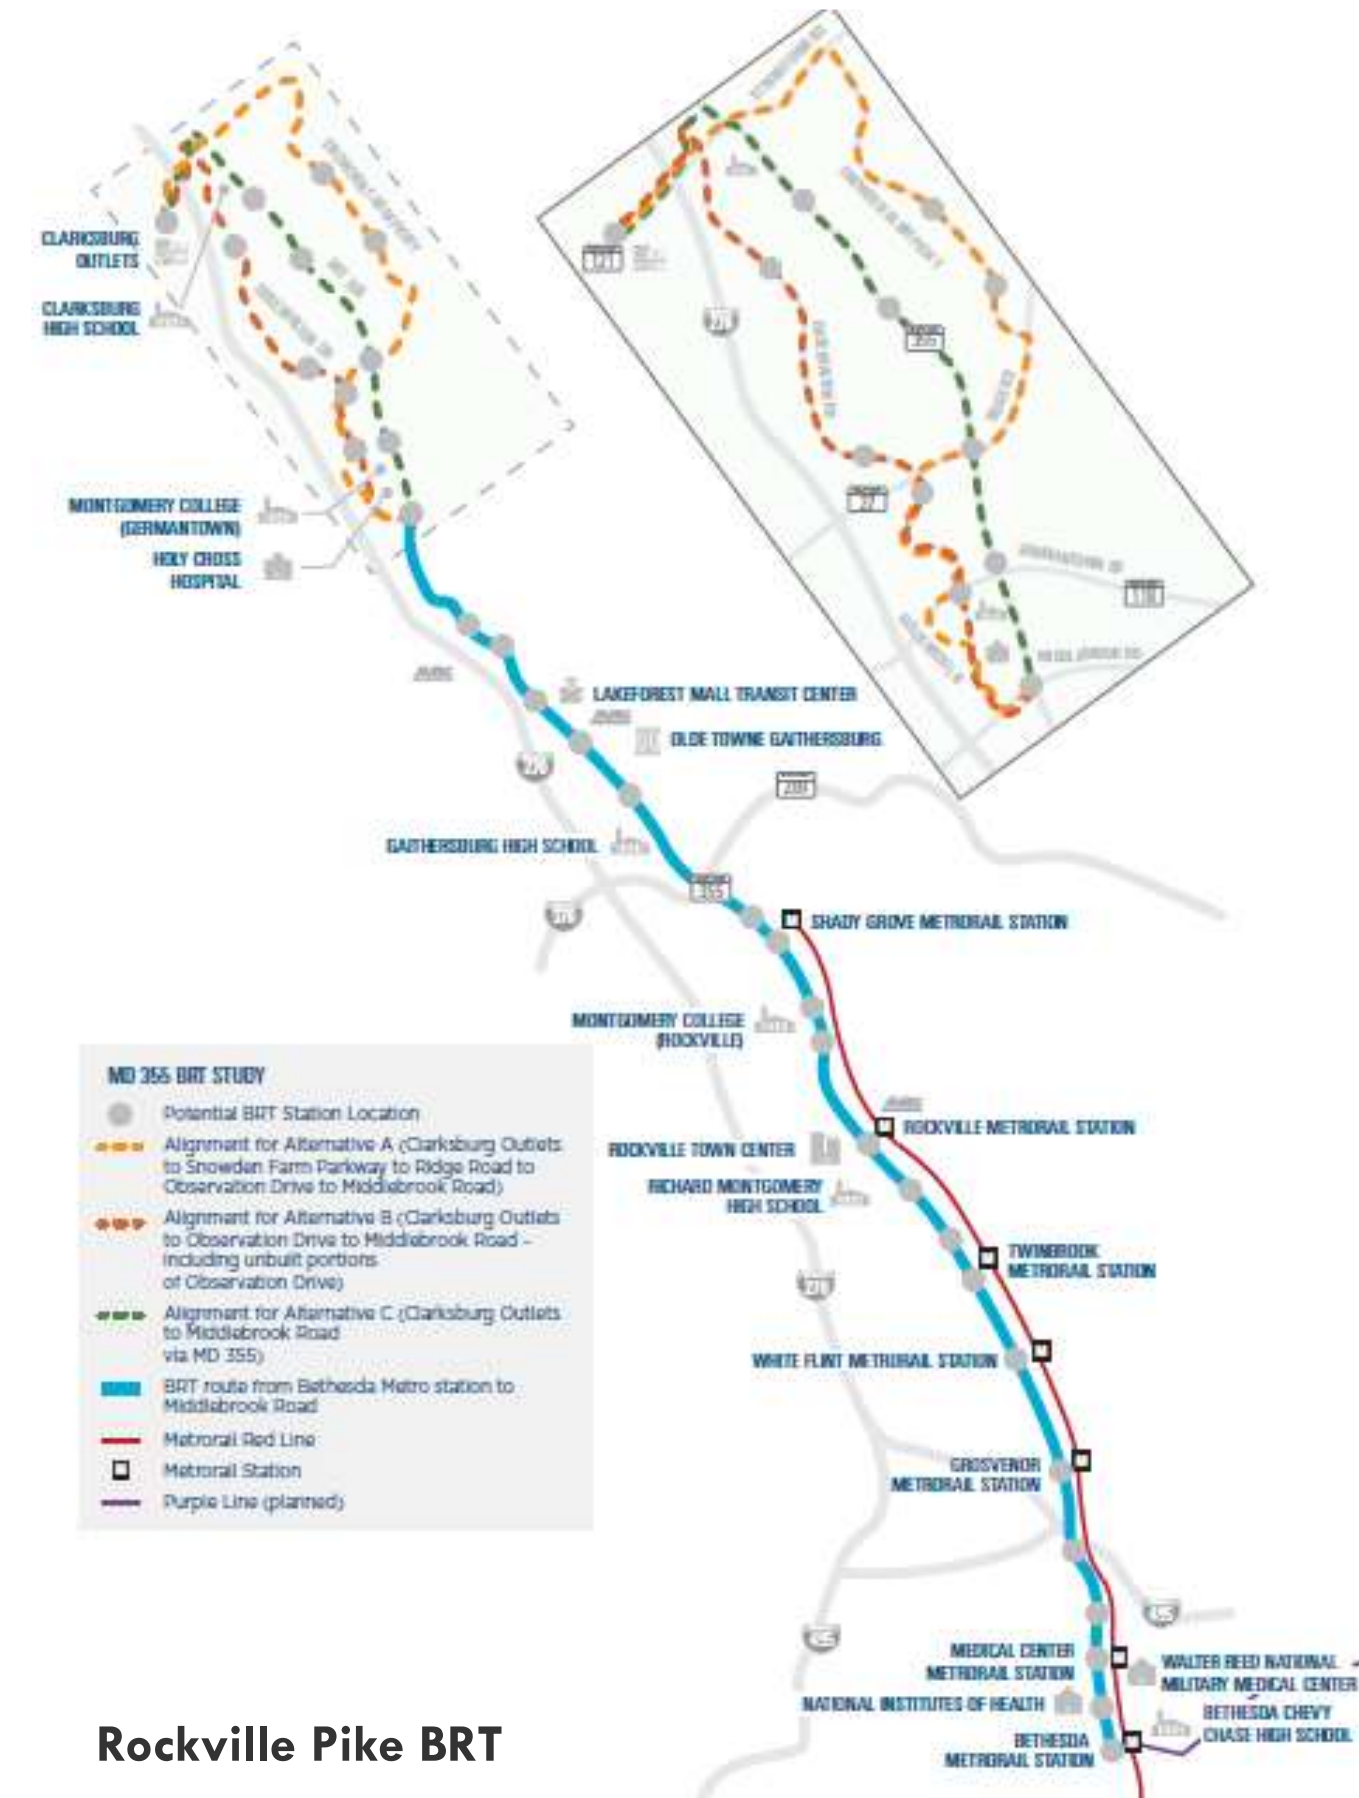 CLARKSBURG
OUTLETS
CLARKSBURG
HIGH SCHOOL
MONTGOMERY COLLEGE
(GERMANTOWN)
HOLY CROSS
HOSPITAL
121
355
27
LAKEFOREST MALL TRANSIT CENTER
OLDE TOWNE GAITHERSBURG
GAITHERSBURG HIGH SCHOOL
355
SHADY GROVE METRORAIL STATION
MONTGOMERY COLLEGE
(ROCKVILLE)
ROCKVILLE METRORAIL STATION
ROCKVILLE TOWN CENTER
RICHARD MONTGOMERY
HIGH SCHOOL
TWINBROOK
METRORAIL STATION
WHITE FLINT METRORAIL STATION
GROSVENOR
METRORAIL STATION
MEDICAL CENTER
METRORAIL STATION
WALTER REED NATIONAL
MILITARY MEDICAL CENTER
NATIONAL INSTITUTES OF HEALTH
BETHESDA CHEVY
CHASE HIGH SCHOOL
BETHESDA
METRORAIL STATION
MD 355 BRT STUDY
Potential BRT Station Location
Alignment for Alternative A (Clarksburg Outlets
to Snowden Farm Parkway to Ridge Road to
Observation Drive to Middlebrook Road)
Alignment for Alternative B (Clarksburg Outlets
to Observation Drive to Middlebrook Road –
including unbuilt portions
of Observation Drive)
Alignment for Alternative C (Clarksburg Outlets
to Middlebrook Road
via MD 355)
BRT route from Bethesda Metro station to
Middlebrook Road
Metrorail Red Line
Metrorail Station
Purple Line (planned)
Rockville Pike BRT